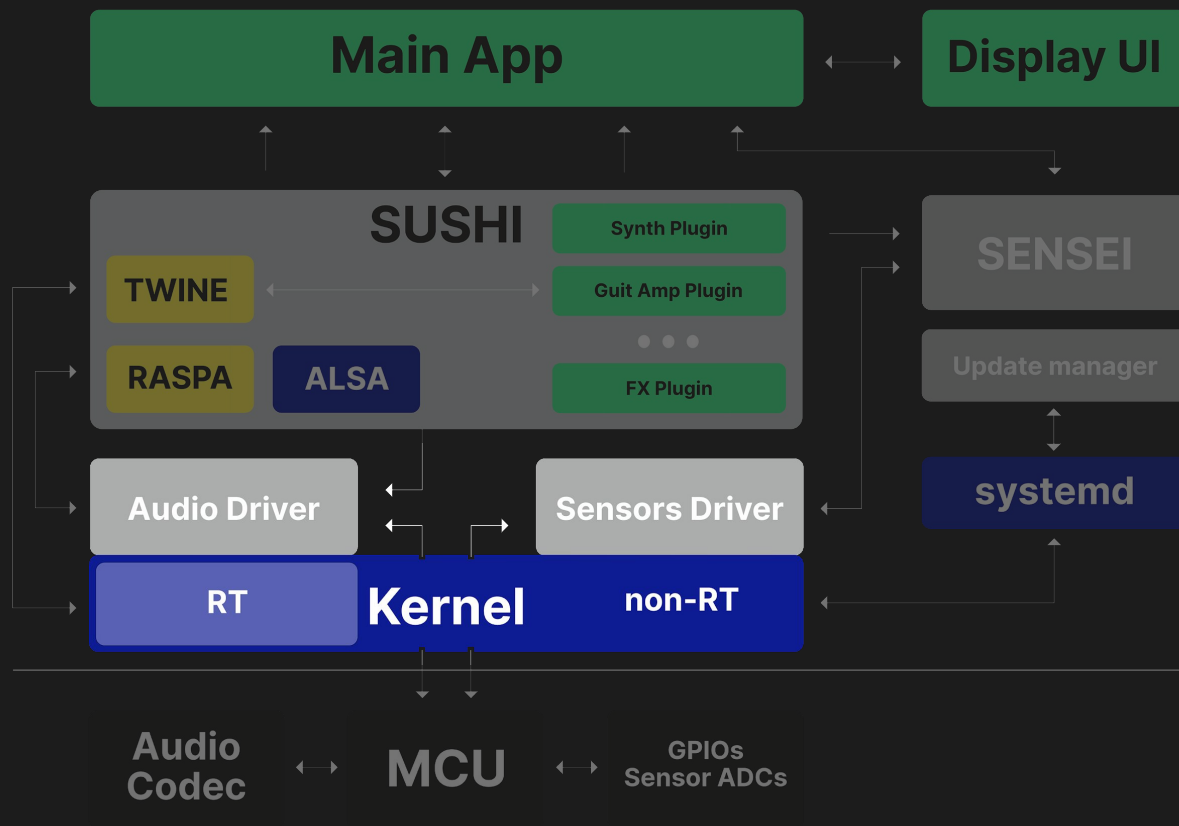 Main App
Display UI
SUSHI
Synth Plugin
TWINE
Guit Amp Plugin
SENSEI
RASPA
ALSA
FX Plugin
Update manager
Audio Driver
Sensors Driver
systemd
RT
Kernel
non-RT
Audio
Codec
MCU
GPIOs
Sensor ADCs